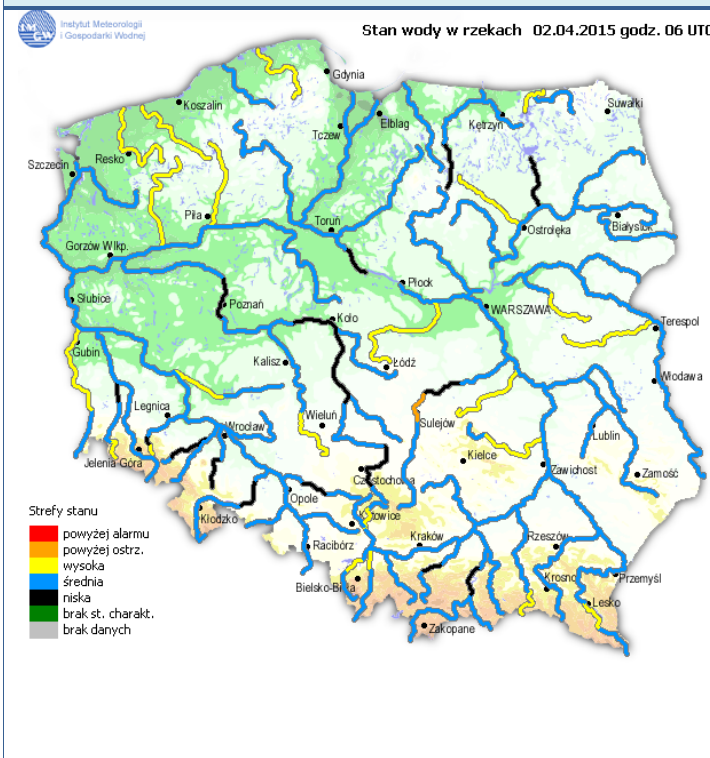 Instytut Meteorologii
i Gospodarki Wodnej
Stan wody w rzekach 02.04.2015 godz. 06 UTC
Gdynia
Koszalin
Suwałki
Tczew
Elbląg
Kętrzyn
Resko
Szczecin
Piła
Toruń
Ostrołęka
Białystok
Gorzów Wlkp.
Płock
Słubice
Poznań
Koło
WARSZAWA
Terespol
Gubin
Kalisz
Łódź
Włodawa
Legnica
Wrocław
Wieluń
Sulejów
Lublin
Jelenia Góra
Kielce
Częstochowa
Zawichost
Zamość
Opole
Kłodzko
Katowice
Kraków
Rzeszów
Racibórz
Bielsko-Biała
Krosno
Przemyśl
Lesko
Zakopane
Strefy stanu
powyżej alarmu
powyżej ostrz.
wysoka
średnia
niska
brak st. charakt.
brak danych